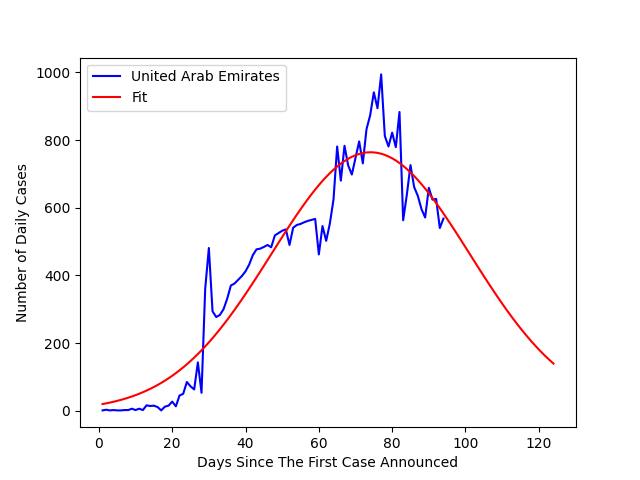 United Arab Emirates
Fit
1000
800
600
400
200
0
Number of Daily Cases
0 20 40 60 80 100 120
Days Since The First Case Announced